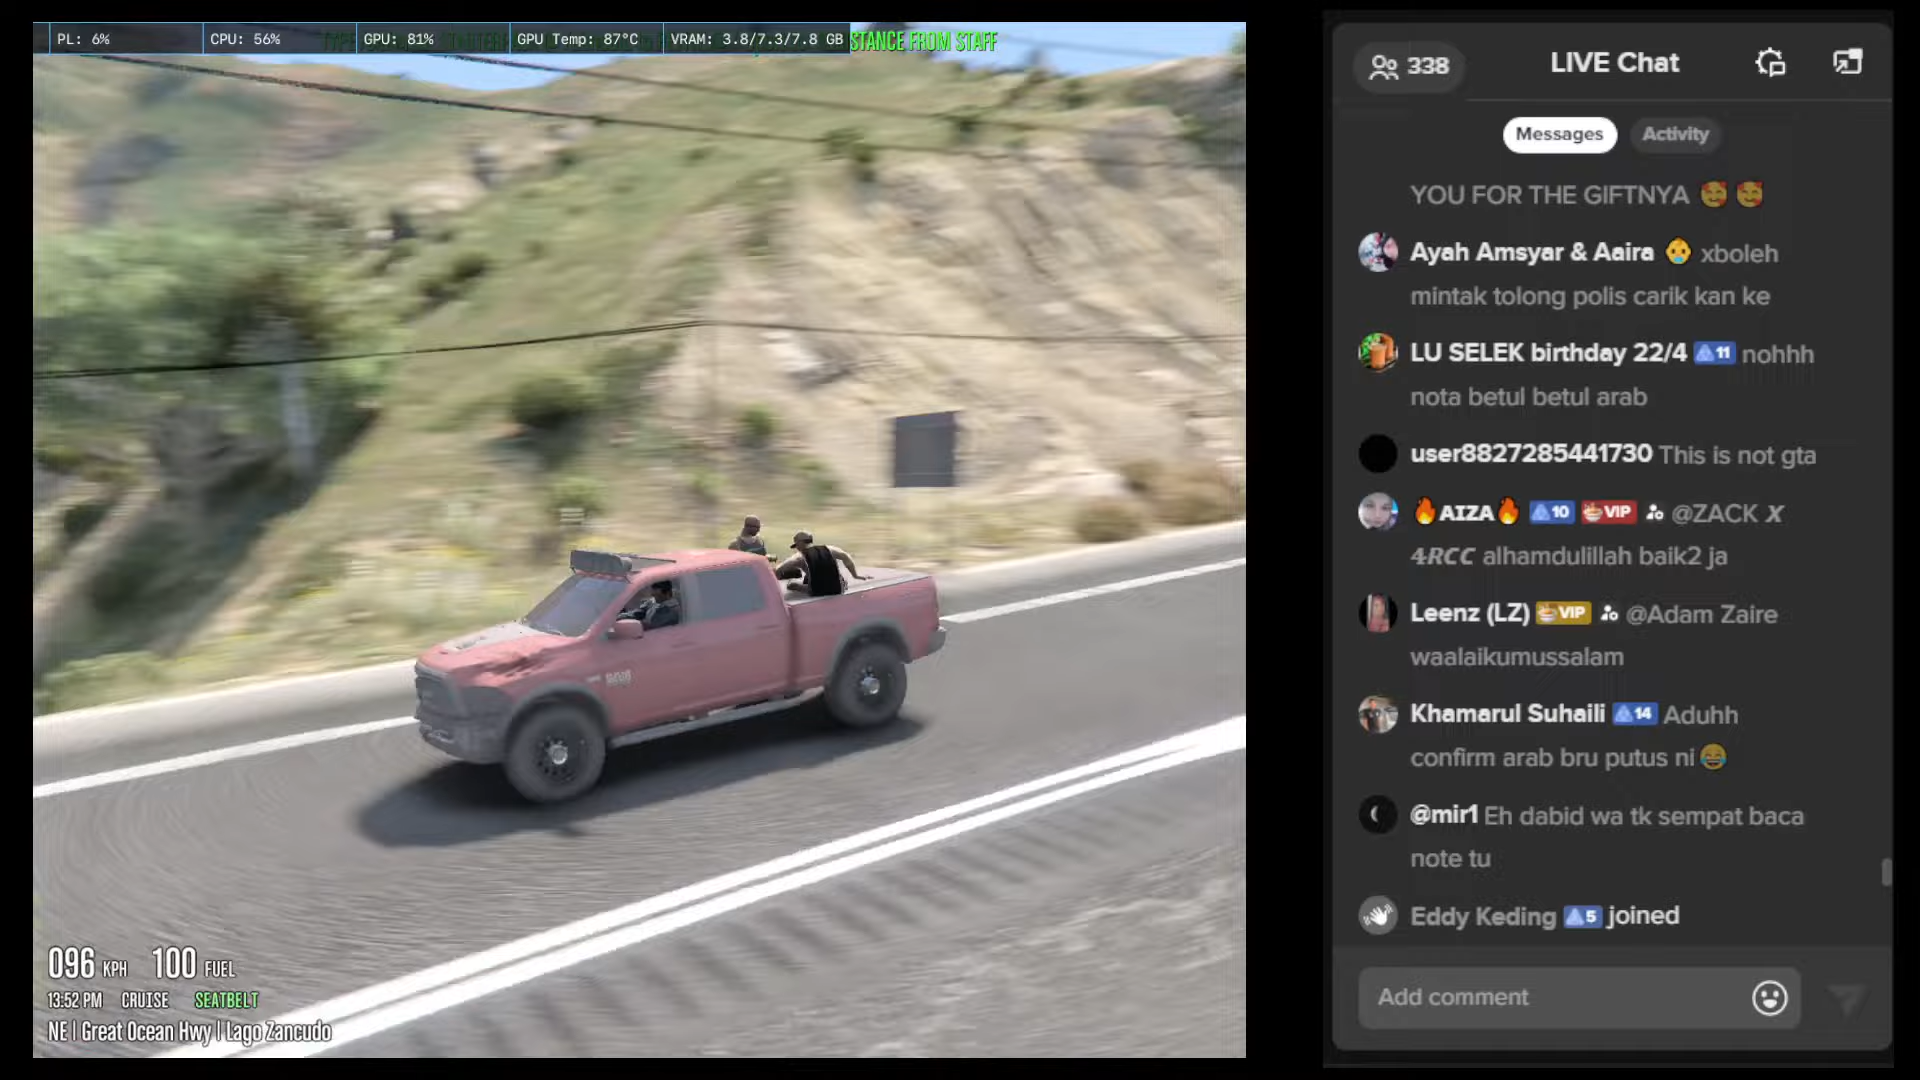 PL: 6% CPU: 56% GPU: 81% GPU Temp: 87°C VRAM: 3.8/7.3/7.8 GB STANCE FROM STAFF
096 KPH 100 FUEL
13:52 PM CRUISE SEATBELT
NE | Great Ocean Hwy | Lago Zancudo
338 LIVE Chat
Messages Activity
YOU FOR THE GIFTNYA 🥰 🥰
Ayah Amsyar & Aaira 👶 xboleh
mintak tolong polis carik kan ke
LU SELEK birthday 22/4 11 nohhh
nota betul betul arab
user8827285441730 This is not gta
🔥AIZA🔥 10 VIP @ZACK X
4RCC alhamdulillah baik2 ja
Leenz (LZ) VIP @Adam Zaire
waalaikumussalam
Khamarul Suhaili 14 Aduhh
confirm arab bru putus ni😂
@mir1 Eh dabid wa tk sempat baca
note tu
Eddy Keding 5 joined
Add comment